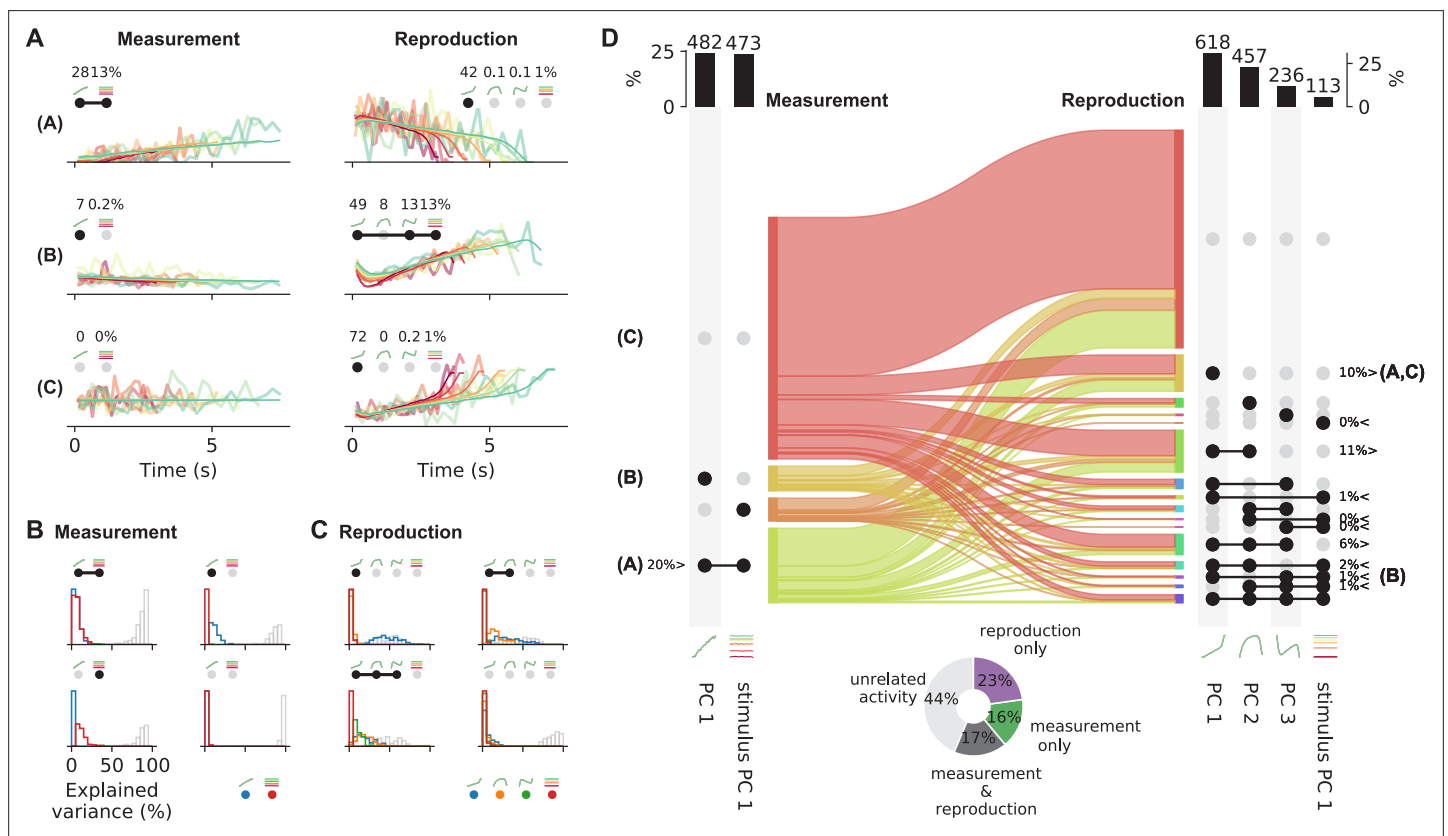 A
Measurement
Reproduction
28 13%
42 0.1 0.1 1%
(A)
7 0.2%
49 8 13 13%
(B)
0 0%
72 0 0.2 1%
(C)
0 5
0 5
Time (s)
Time (s)
B Measurement
C Reproduction
0 50 100
Explained
variance (%)
D
482 473
25
%
0
Measurement
Reproduction
618
457
236
113
25
%
0
(C)
(B)
(A) 20%>
10%> (A,C)
0%<
11%>
1%<
0%<
0%<
6%>
2%<
1%< (B)
1%<
PC 1
stimulus PC 1
PC 1
PC 2
PC 3
stimulus PC 1
reproduction
only
unrelated
activity
44%
23%
16%
17%
measurement
only
measurement
&
reproduction